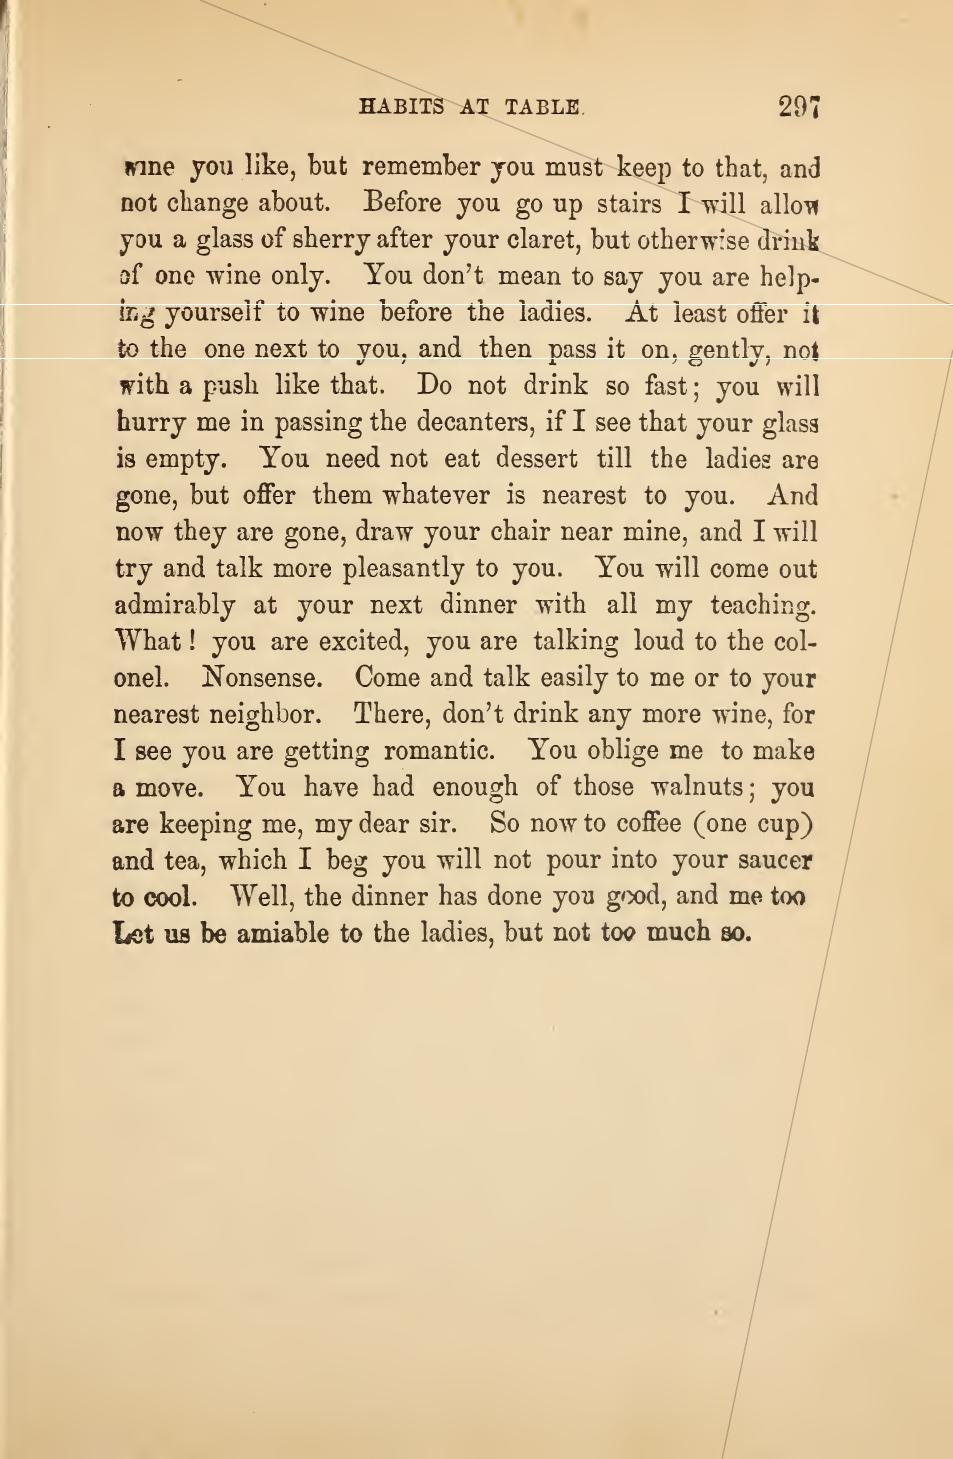 HABITS AT TABLE. 297
wine you like, but remember you must keep to that, and
not change about. Before you go up stairs I will allow
you a glass of sherry after your claret, but otherwise drink
of one wine only. You don't mean to say you are help-
ing yourself to wine before the ladies. At least offer it
to the one next to you, and then pass it on, gently, not
with a push like that. Do not drink so fast; you will
hurry me in passing the decanters, if I see that your glass
is empty. You need not eat dessert till the ladies are
gone, but offer them whatever is nearest to you. And
now they are gone, draw your chair near mine, and I will
try and talk more pleasantly to you. You will come out
admirably at your next dinner with all my teaching.
What! you are excited, you are talking loud to the col-
onel. Nonsense. Come and talk easily to me or to your
nearest neighbor. There, don't drink any more wine, for
I see you are getting romantic. You oblige me to make
a move. You have had enough of those walnuts; you
are keeping me, my dear sir. So now to coffee (one cup)
and tea, which I beg you will not pour into your saucer
to cool. Well, the dinner has done you good, and me too
Let us be amiable to the ladies, but not too much so.